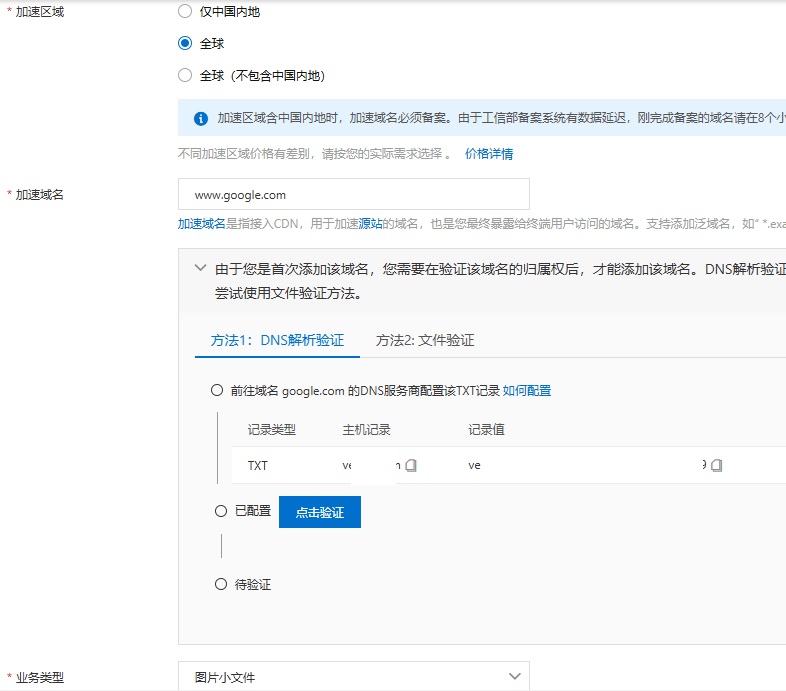 * 加速区域
仅中国内地
全球
全球（不包含中国内地）
加速区域含中国内地时，加速域名必须备案。由于工信部备案系统有数据延迟，刚完成备案的域名请在8个小
不同加速区域价格有差别，请按您的实际需求选择 。 价格详情
* 加速域名
www.google.com
加速域名是指接入CDN，用于加速源站的域名，也是您最终暴露给终端用户访问的域名。支持添加泛域名，如“ *.exa
由于您是首次添加该域名，您需要在验证该域名的归属权后，才能添加该域名。DNS解析验证
尝试使用文件验证方法。
方法1：DNS解析验证 方法2: 文件验证
前往域名 google.com 的DNS服务商配置该TXT记录 如何配置
记录类型 主机记录 记录值
TXT ve ve 9
已配置 点击验证
待验证
* 业务类型
图片小文件